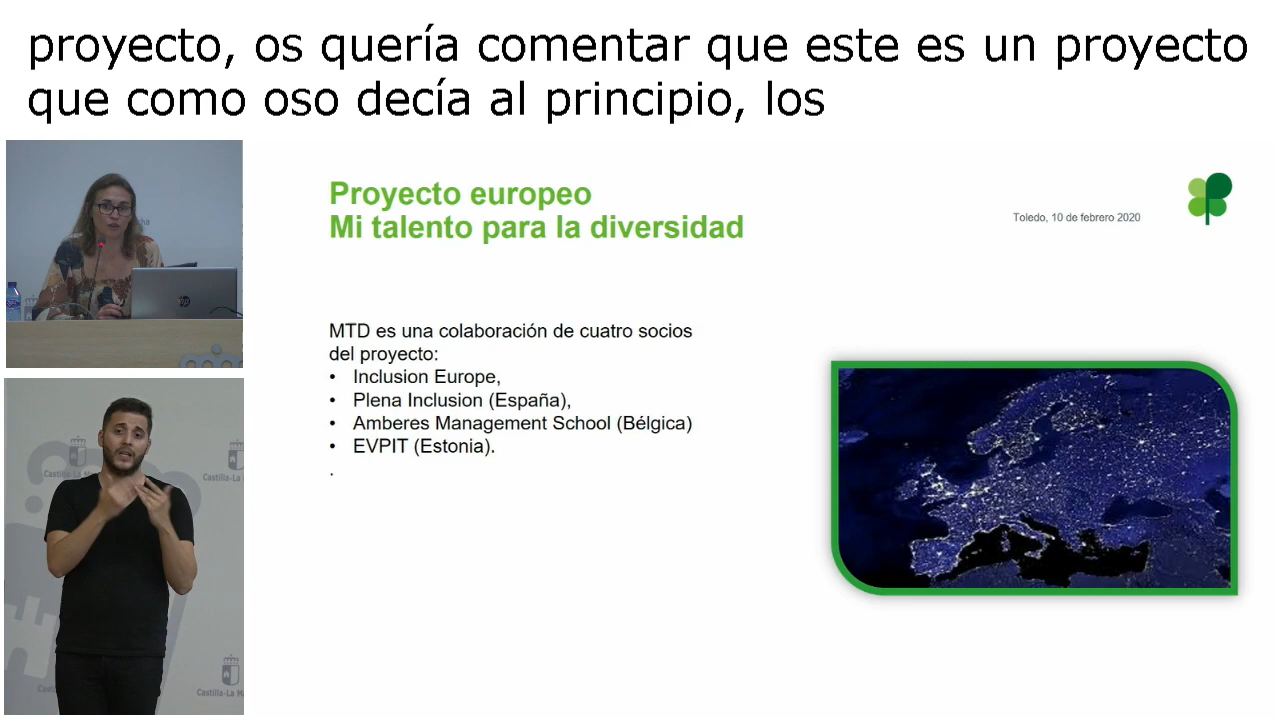 proyecto, os quería comentar que este es un proyecto
que como oso decía al principio, los
Proyecto europeo
Mi talento para la diversidad
Toledo, 10 de febrero 2020
MTD es una colaboración de cuatro socios
del proyecto:
• Inclusion Europe,
• Plena Inclusion (España),
• Amberes Management School (Bélgica)
• EVPIT (Estonia).
.
hp
Castilla-La Ma
Castilla-La
Castilla-La Ma